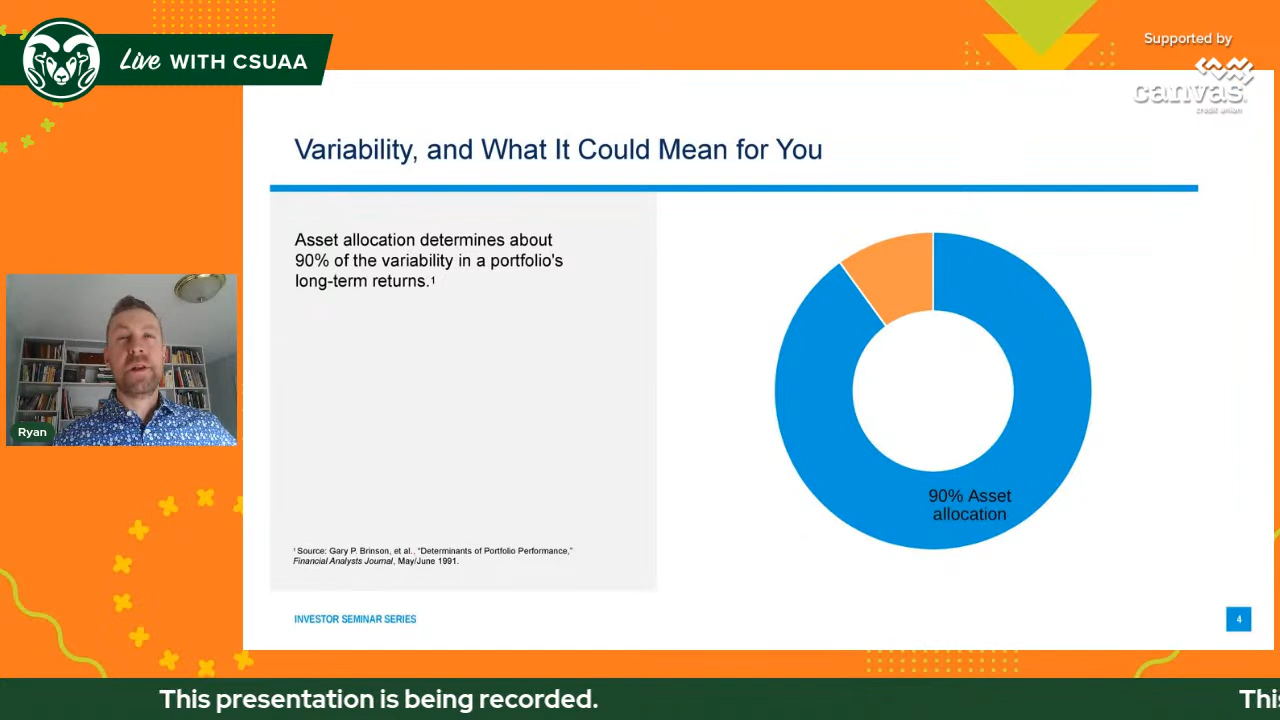 Live WITH CSUAA
Supported by
canvas
credit union
Variability, and What It Could Mean for You
Asset allocation determines about
90% of the variability in a portfolio's
long-term returns.¹
90% Asset
allocation
Ryan
¹ Source: Gary P. Brinson, et al., “Determinants of Portfolio Performance,”
Financial Analysts Journal, May/June 1991.
INVESTOR SEMINAR SERIES
4
This presentation is being recorded.
This